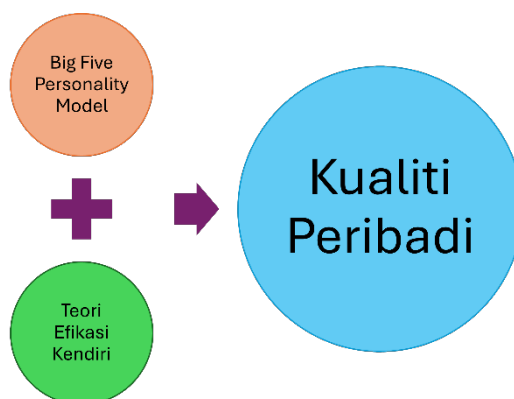 Big Five
Personality
Model
Teori
Efikasi
Kendiri
Kualiti
Peribadi